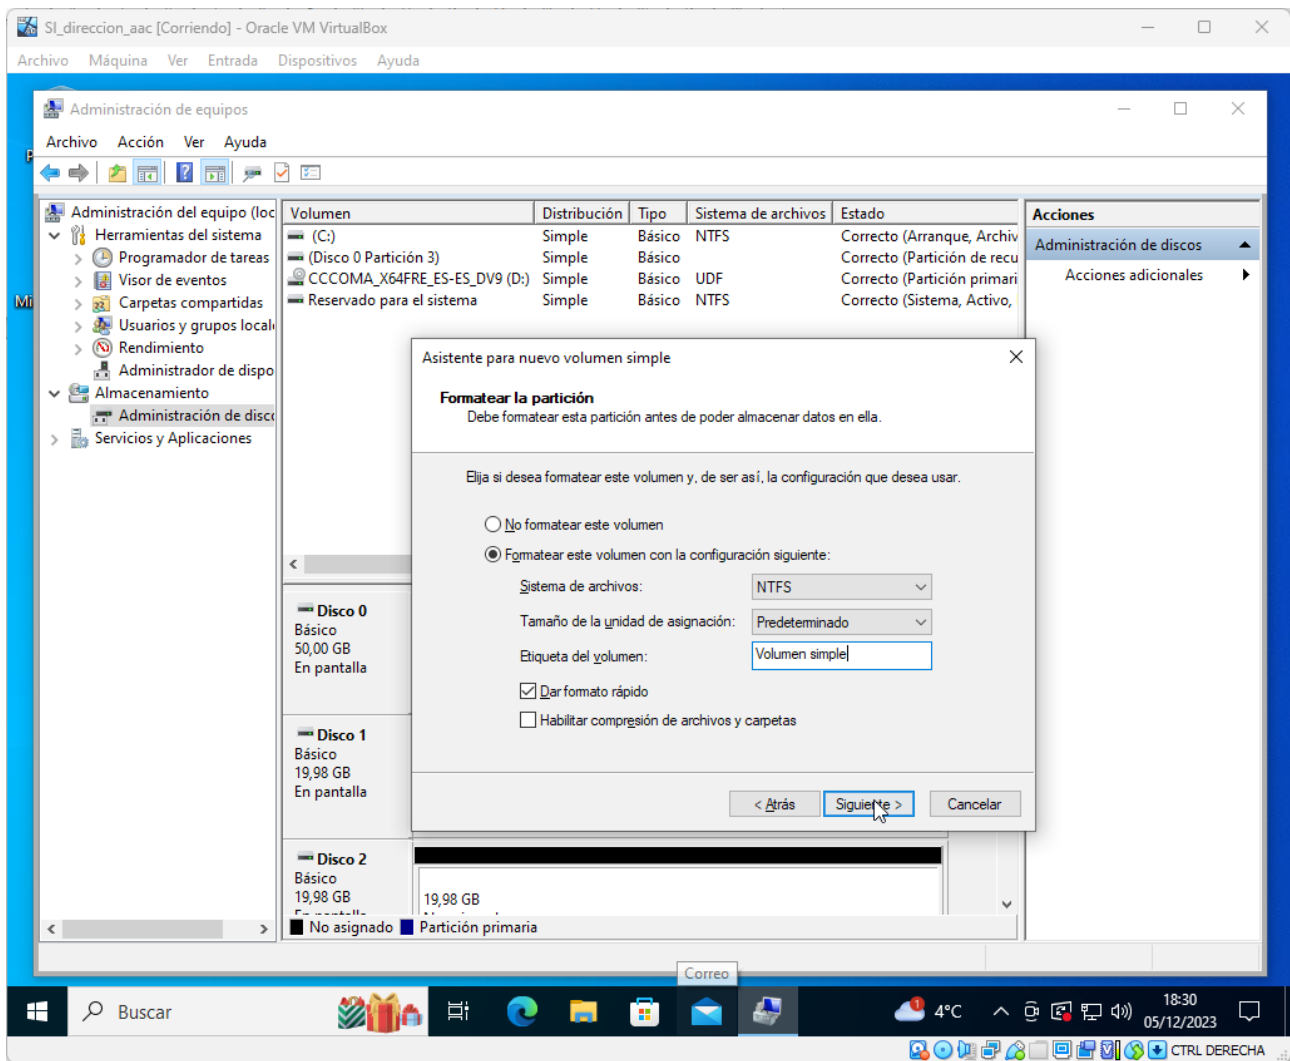 SI_direccion_aac [Corriendo] - Oracle VM VirtualBox
Archivo Máquina Ver Entrada Dispositivos Ayuda
Administración de equipos
Archivo Acción Ver Ayuda
Administración del equipo (loc
Herramientas del sistema
Programador de tareas
Visor de eventos
Carpetas compartidas
Usuarios y grupos local
Rendimiento
Administrador de dispo
Almacenamiento
Administración de disc
Servicios y Aplicaciones
Volumen Distribución Tipo Sistema de archivos Estado
(C:) Simple Básico NTFS Correcto (Arranque, Archiv
(Disco 0 Partición 3) Simple Básico Correcto (Partición de recu
CCCOMA_X64FRE_ES-ES_DV9 (D:) Simple Básico UDF Correcto (Partición primari
Reservado para el sistema Simple Básico NTFS Correcto (Sistema, Activo,
Acciones
Administración de discos
Acciones adicionales
Mi
Asistente para nuevo volumen simple
Formatear la partición
Debe formatear esta partición antes de poder almacenar datos en ella.
Elija si desea formatear este volumen y, de ser así, la configuración que desea usar.
No formatear este volumen
Formatear este volumen con la configuración siguiente:
Sistema de archivos: NTFS
Tamaño de la unidad de asignación: Predeterminado
Etiqueta del volumen: Volumen simple
Dar formato rápido
Habilitar compresión de archivos y carpetas
< Atrás Siguiente > Cancelar
Disco 0
Básico
50,00 GB
En pantalla
Disco 1
Básico
19,98 GB
En pantalla
Disco 2
Básico
19,98 GB
19,98 GB
No asignado Partición primaria
Correo
Buscar
1
4°C
18:30
05/12/2023
CTRL DERECHA